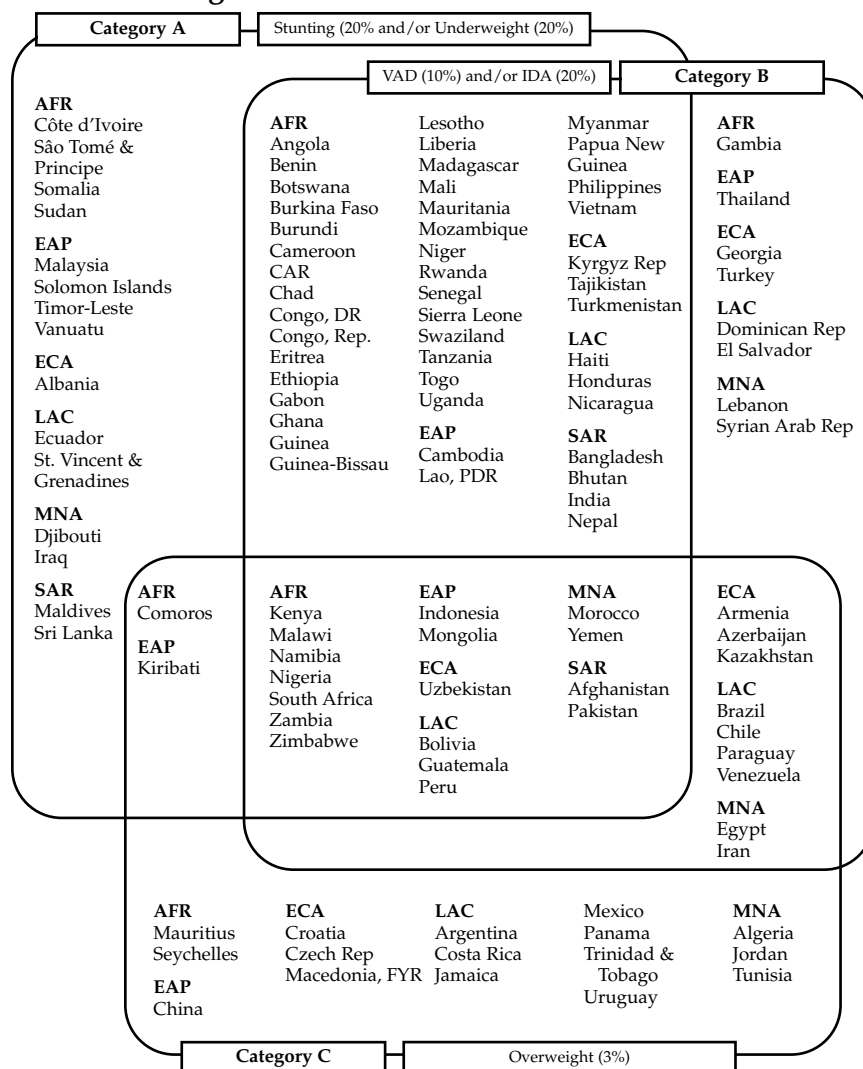 Category A
Stunting (20% and/or Underweight (20%)
VAD (10%) and/or IDA (20%)
Category B
AFR
Côte d'Ivoire
Sâo Tomé &
Principe
Somalia
Sudan
EAP
Malaysia
Solomon Islands
Timor-Leste
Vanuatu
ECA
Albania
LAC
Ecuador
St. Vincent &
Grenadines
MNA
Djibouti
Iraq
SAR
Maldives
Sri Lanka
AFR
Angola
Benin
Botswana
Burkina Faso
Burundi
Cameroon
CAR
Chad
Congo, DR
Congo, Rep.
Eritrea
Ethiopia
Gabon
Ghana
Guinea
Guinea-Bissau
Lesotho
Liberia
Madagascar
Mali
Mauritania
Mozambique
Niger
Rwanda
Senegal
Sierra Leone
Swaziland
Tanzania
Togo
Uganda
EAP
Cambodia
Lao, PDR
Myanmar
Papua New
Guinea
Philippines
Vietnam
ECA
Kyrgyz Rep
Tajikistan
Turkmenistan
LAC
Haiti
Honduras
Nicaragua
SAR
Bangladesh
Bhutan
India
Nepal
AFR
Gambia
EAP
Thailand
ECA
Georgia
Turkey
LAC
Dominican Rep
El Salvador
MNA
Lebanon
Syrian Arab Rep
AFR
Comoros
EAP
Kiribati
AFR
Kenya
Malawi
Namibia
Nigeria
South Africa
Zambia
Zimbabwe
EAP
Indonesia
Mongolia
ECA
Uzbekistan
LAC
Bolivia
Guatemala
Peru
MNA
Morocco
Yemen
SAR
Afghanistan
Pakistan
ECA
Armenia
Azerbaijan
Kazakhstan
LAC
Brazil
Chile
Paraguay
Venezuela
MNA
Egypt
Iran
AFR
Mauritius
Seychelles
EAP
China
ECA
Croatia
Czech Rep
Macedonia, FYR
LAC
Argentina
Costa Rica
Jamaica
Mexico
Panama
Trinidad &
Tobago
Uruguay
MNA
Algeria
Jordan
Tunisia
Category C
Overweight (3%)